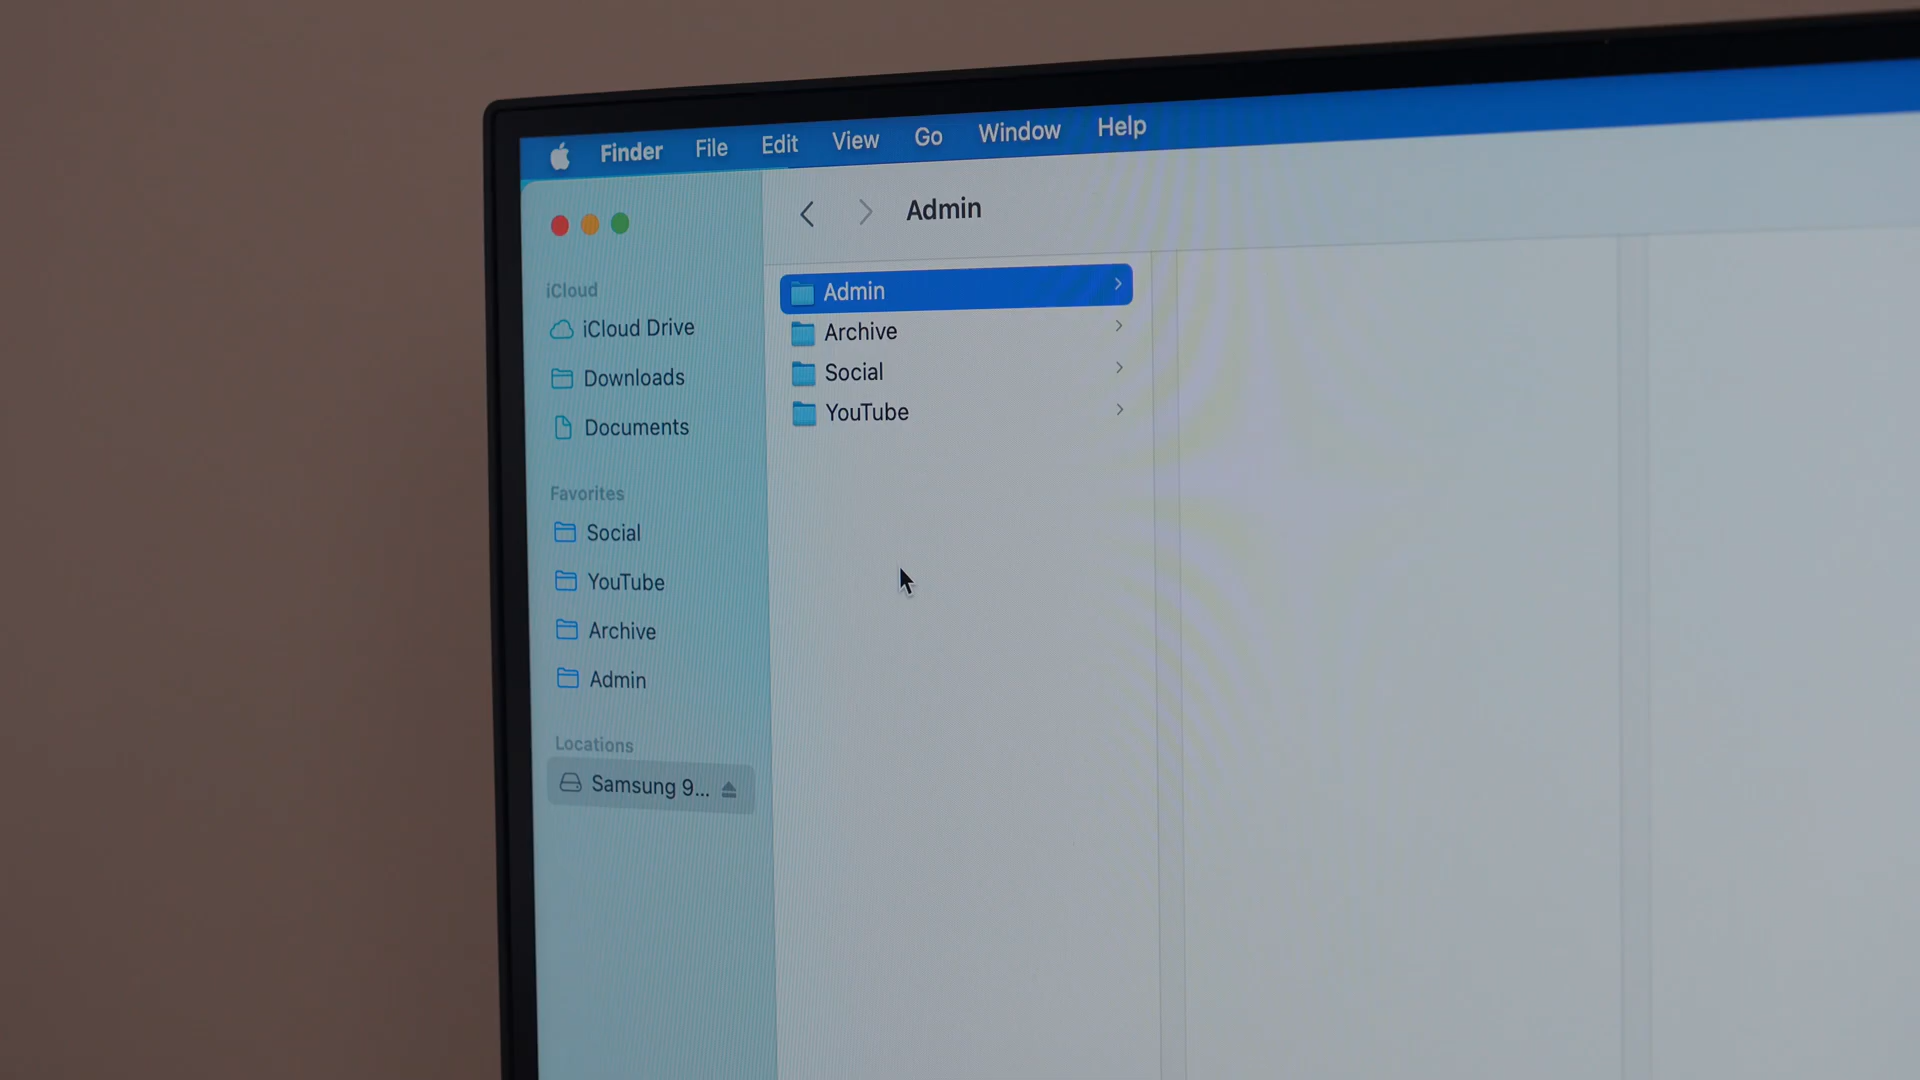 Finder File Edit View Go Window Help
Admin
iCloud
iCloud Drive
Downloads
Documents
Favorites
Social
YouTube
Archive
Admin
Locations
Samsung 9...
Admin
Archive
Social
YouTube